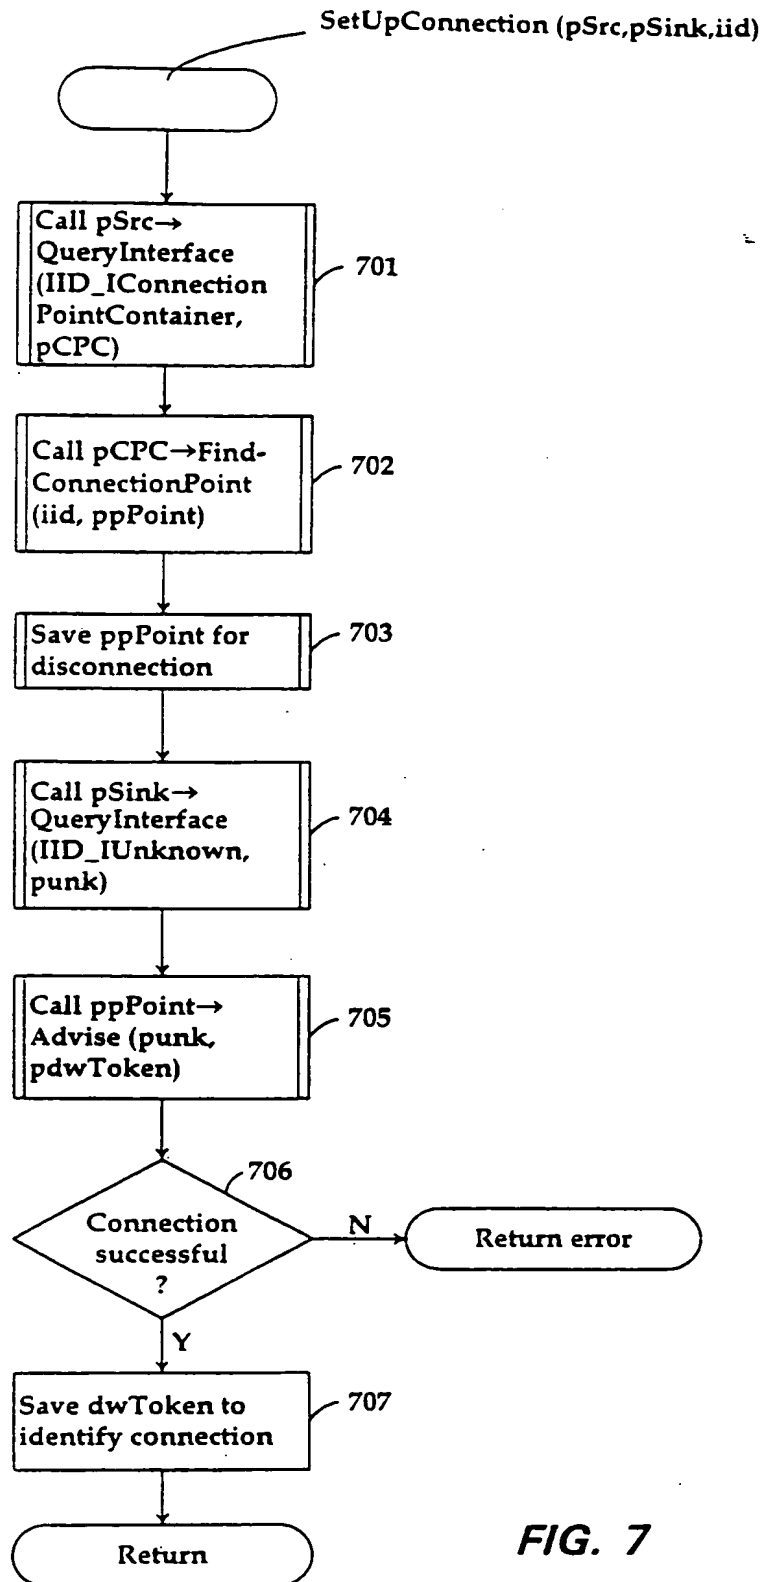 SetUpConnection (pSrc,pSink,iid)
Call pSrc→
QueryInterface
(IID_IConnection
PointContainer,
pCPC)
701
Call pCPC→Find-
ConnectionPoint
(iid, ppPoint)
702
Save ppPoint for
disconnection
703
Call pSink→
QueryInterface
(IID_IUnknown,
punk)
704
Call ppPoint→
Advise (punk,
pdwToken)
705
706
Connection
successful
?
N
Return error
Y
Save dwToken to
identify connection
707
Return
FIG. 7